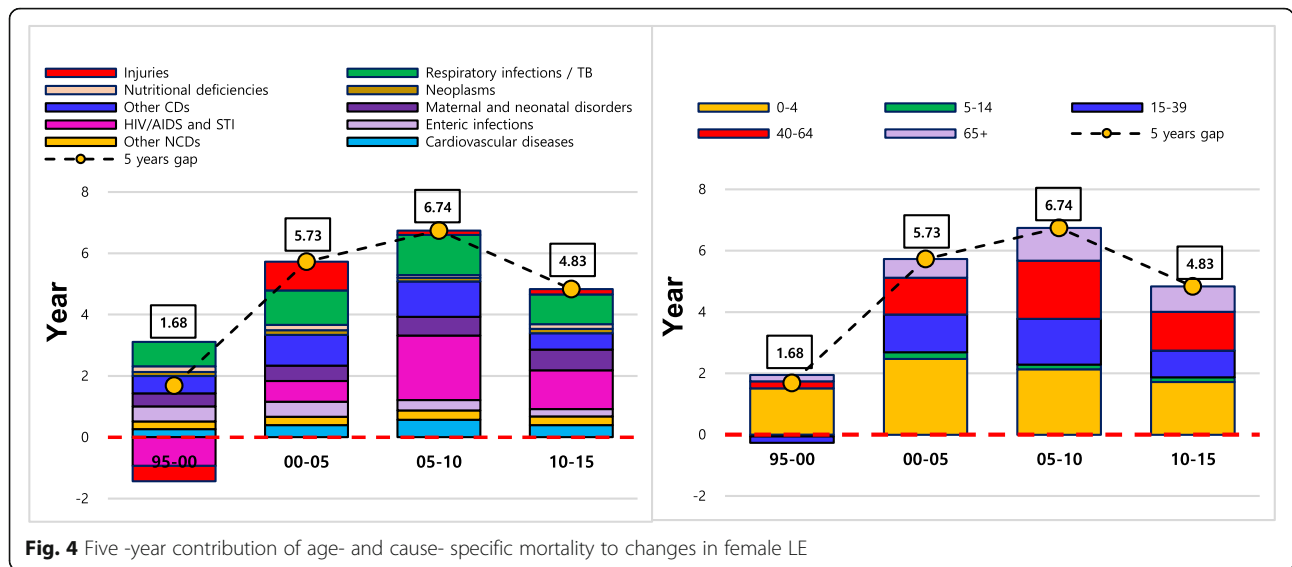 Injuries
Respiratory infections / TB
Nutritional deficiencies
Neoplasms
Other CDs
Maternal and neonatal disorders
HIV/AIDS and STI
Enteric infections
Other NCDs
Cardiovascular diseases
5 years gap
Year
8
6
4
2
0
-2
1.68
5.73
6.74
4.83
95-00
00-05
05-10
10-15
0-4
5-14
15-39
40-64
65+
5 years gap
Year
8
6
4
2
0
-2
1.68
5.73
6.74
4.83
95-00
00-05
05-10
10-15
Fig. 4 Five -year contribution of age- and cause- specific mortality to changes in female LE